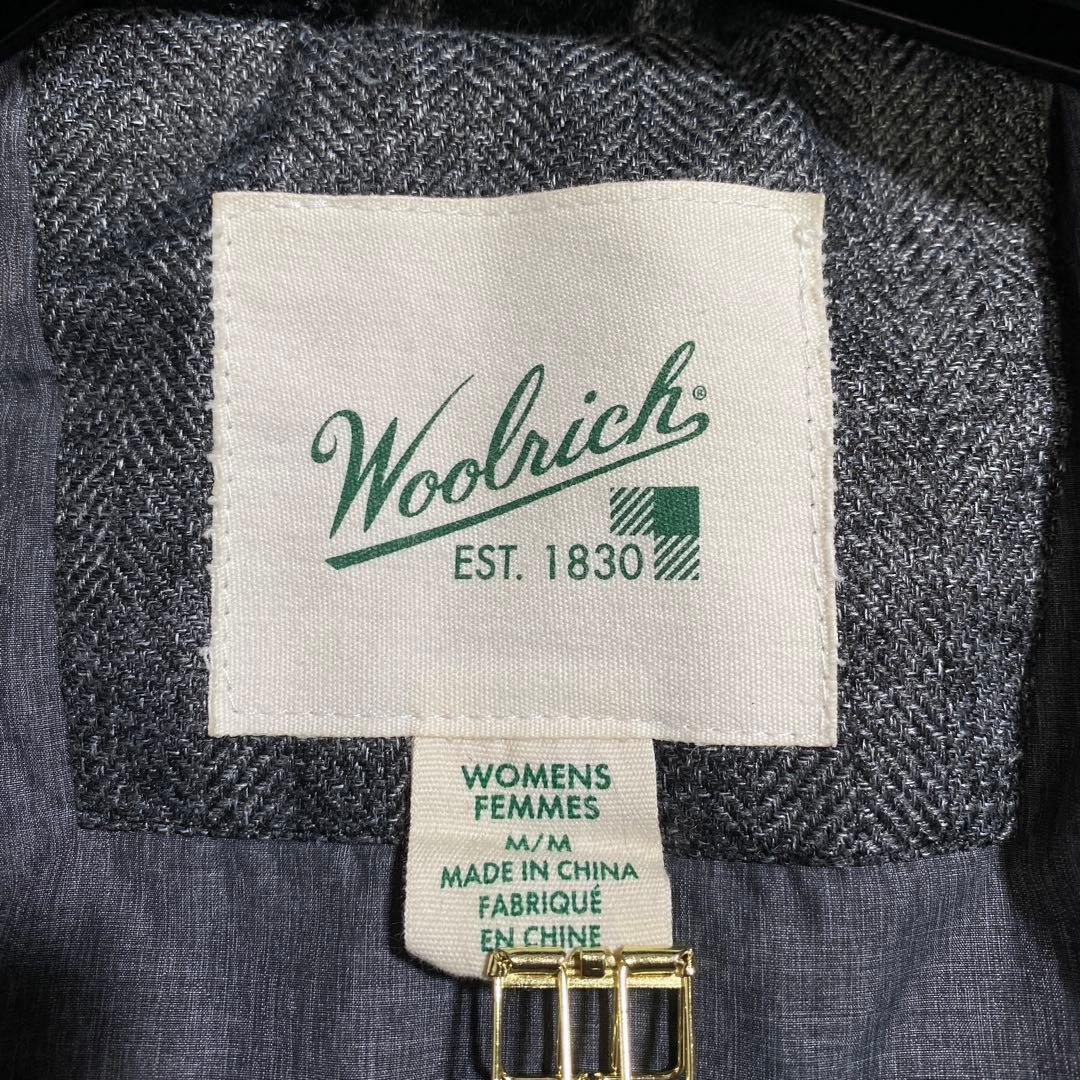 Woolrich®
EST. 1830
WOMENS
FEMMES
M/M
MADE IN CHINA
FABRIQUÉ
EN CHINE